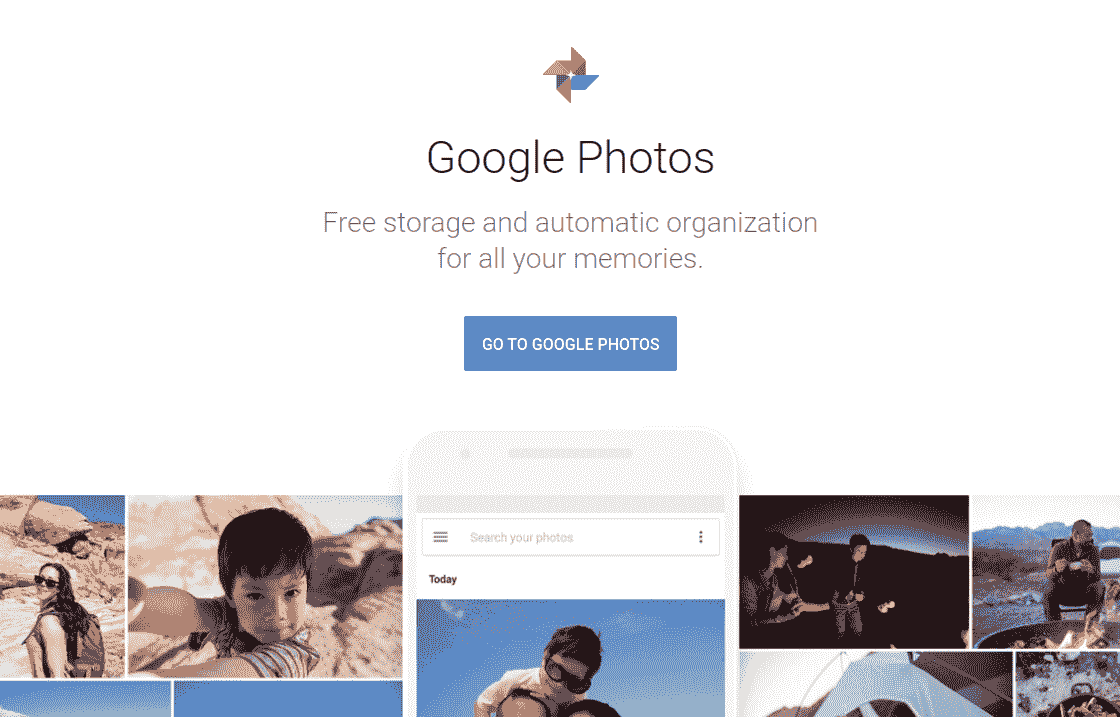 Google Photos
Free storage and automatic organization
for all your memories.
GO TO GOOGLE PHOTOS
Search your photos
Today